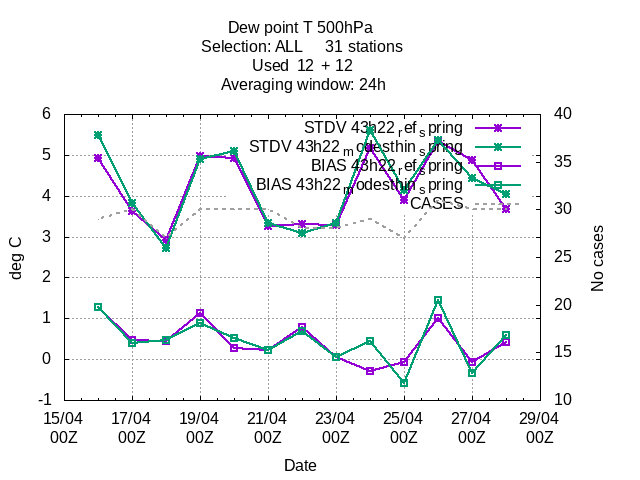 Dew point T 500hPa
Selection: ALL 31 stations
Used 12 + 12
Averaging window: 24h
STDV 43h22_ref_spring
STDV 43h22_modesthin_spring
BIAS 43h22_ref_spring
BIAS 43h22_modesthin_spring
CASES
6
5
4
3
2
1
0
-1
deg C
40
35
30
25
20
15
10
No cases
15/04 17/04 19/04 21/04 23/04 25/04 27/04 29/04
00Z 00Z 00Z 00Z 00Z 00Z 00Z 00Z
Date